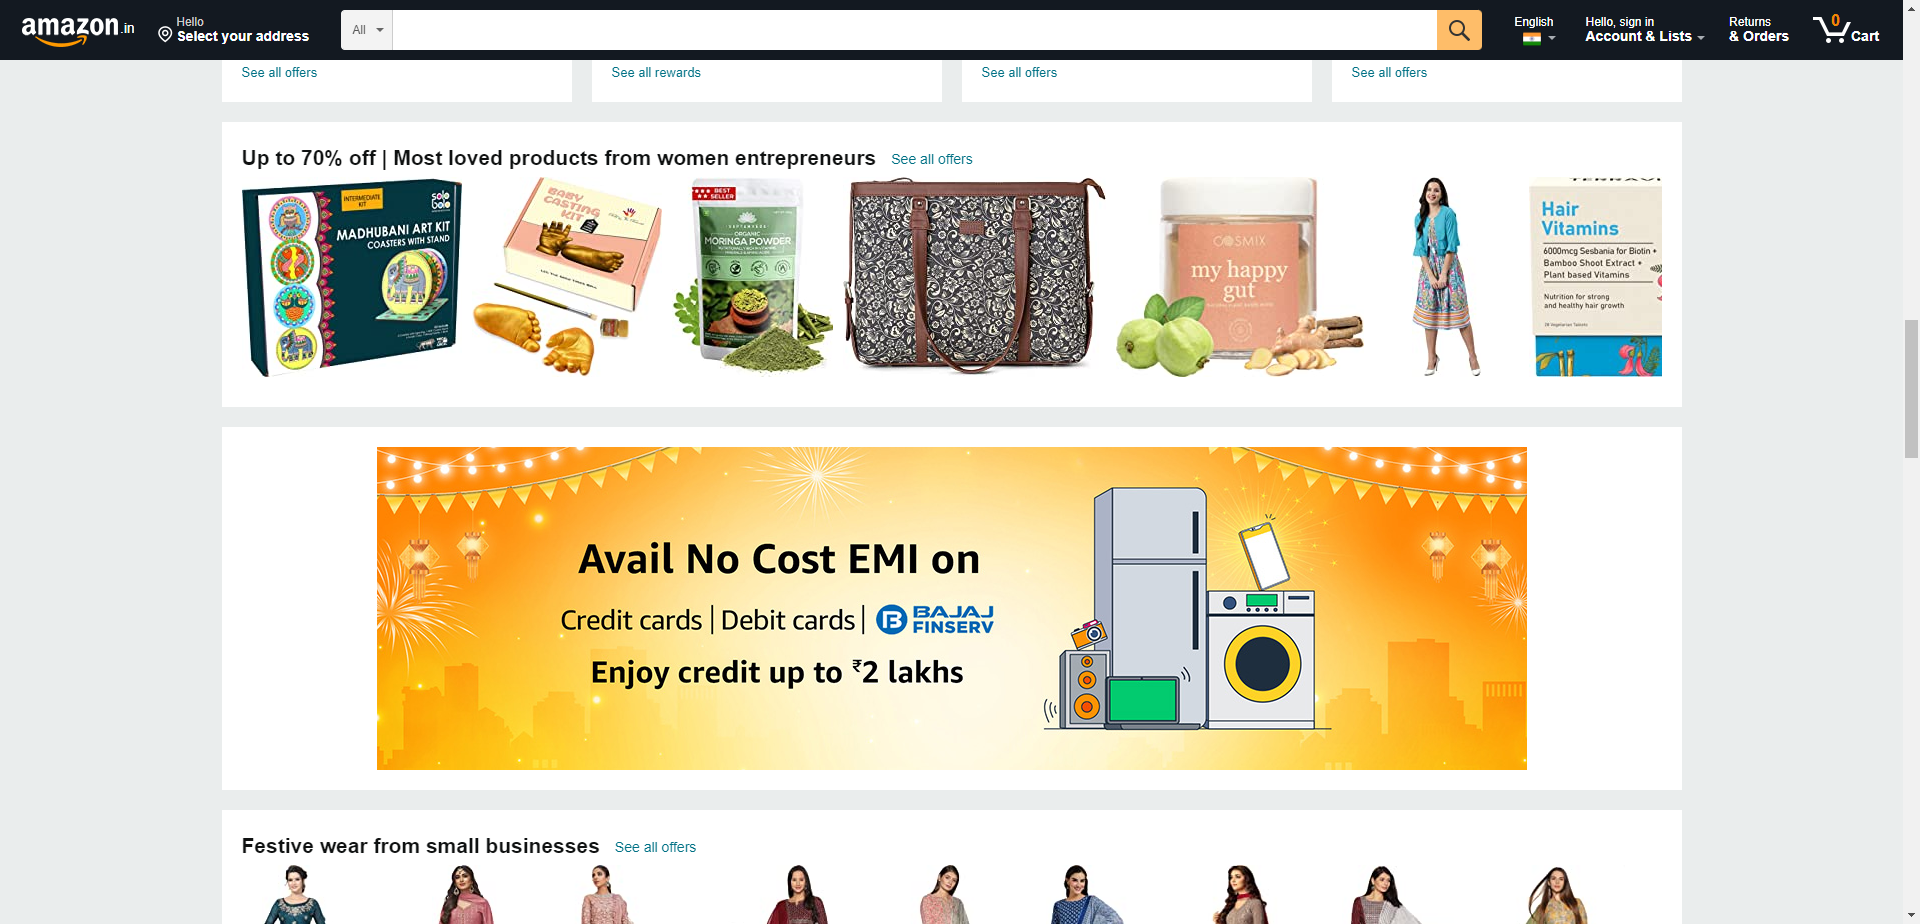 amazon.in
Hello
Select your address
All
English
Hello, sign in
Account & Lists
Returns
& Orders
0
Cart
See all offers
See all rewards
See all offers
See all offers
Up to 70% off | Most loved products from women entrepreneurs See all offers
INTERMEDIATE
KIT
solo
bolo
MADHUBANI ART KIT
COASTERS WITH STAND
BABY
CASTING
KIT
BEST
SELLER
ORGANIC
MORINGA POWDER
COSMIX
my happy
gut
Hair
Vitamins
6000mcg Sesbania for Biotin •
Bamboo Shoot Extract •
Plant based Vitamins
Nutrition for strong
and healthy hair growth
Avail No Cost EMI on
Credit cards | Debit cards | BAJAJ FINSERV
Enjoy credit up to ₹2 lakhs
Festive wear from small businesses See all offers